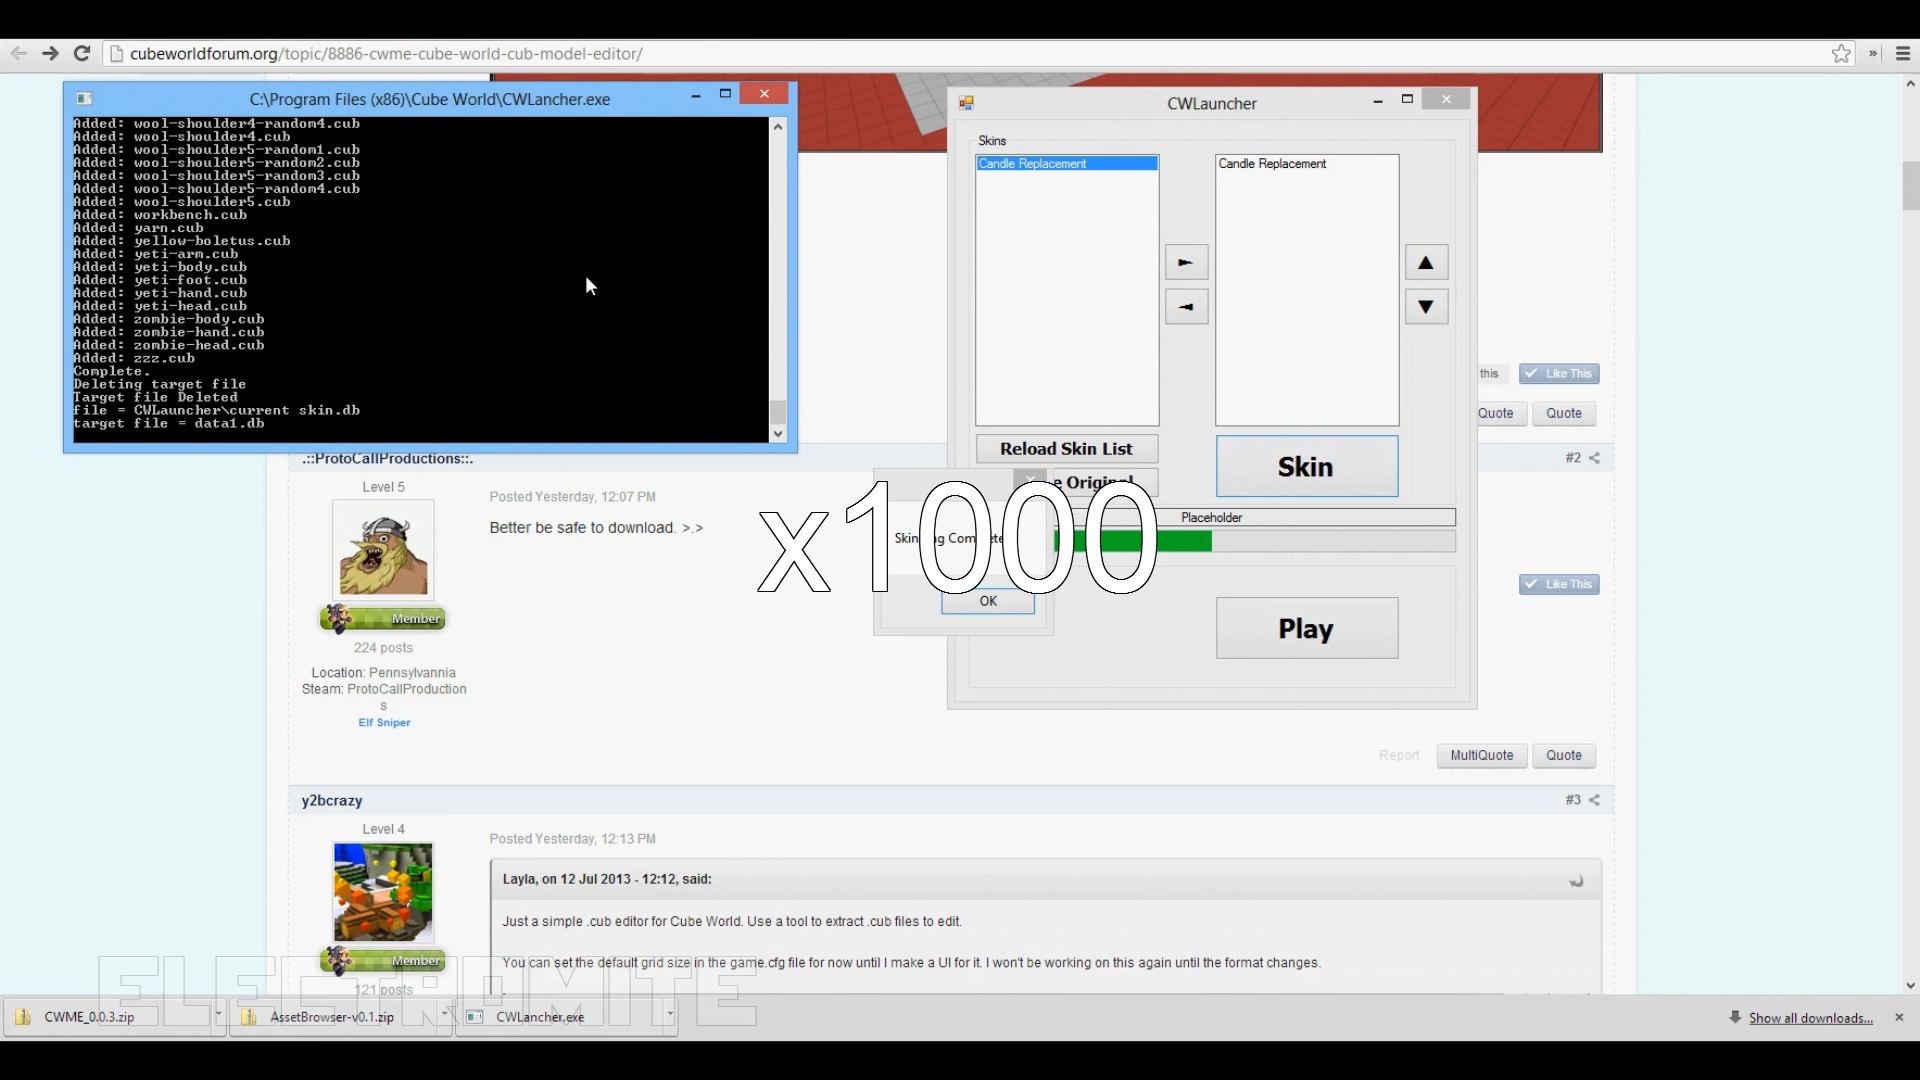 cubeworldforum.org/topic/8886-cwme-cube-world-cub-model-editor/
»
C:\Program Files (x86)\Cube World\CWLancher.exe
Added: wool-shoulder4-random4.cub
Added: wool-shoulder4.cub
Added: wool-shoulder5-random1.cub
Added: wool-shoulder5-random2.cub
Added: wool-shoulder5-random3.cub
Added: wool-shoulder5-random4.cub
Added: wool-shoulder5.cub
Added: workbench.cub
Added: yarn.cub
Added: yellow-boletus.cub
Added: yeti-arm.cub
Added: yeti-body.cub
Added: yeti-foot.cub
Added: yeti-hand.cub
Added: yeti-head.cub
Added: zombie-body.cub
Added: zombie-hand.cub
Added: zombie-head.cub
Added: zzz.cub
Complete.
Deleting target file
Target file Deleted
file = CWLauncher\current skin.db
target file = data1.db
CWLauncher
Skins
Candle Replacement
Candle Replacement
Reload Skin List
Skin
e Original
Placeholder
OK
Play
x1000
this
Like This
Quote
Quote
.::ProtoCallProductions::.
#2
Level 5
Posted Yesterday, 12:07 PM
Better be safe to download. >.>
Member
224 posts
Location: Pennsylvannia
Steam: ProtoCallProduction
s
Elf Sniper
Like This
Report
MultiQuote
Quote
y2bcrazy
#3
Level 4
Posted Yesterday, 12:13 PM
Layla, on 12 Jul 2013 - 12:12, said:
Just a simple .cub editor for Cube World. Use a tool to extract .cub files to edit.
You can set the default grid size in the game.cfg file for now until I make a UI for it. I won't be working on this again until the format changes.
Member
121 posts
ELECTROMITE
CWME_0.0.3.zip
AssetBrowser-v0.1.zip
CWLancher.exe
Show all downloads...